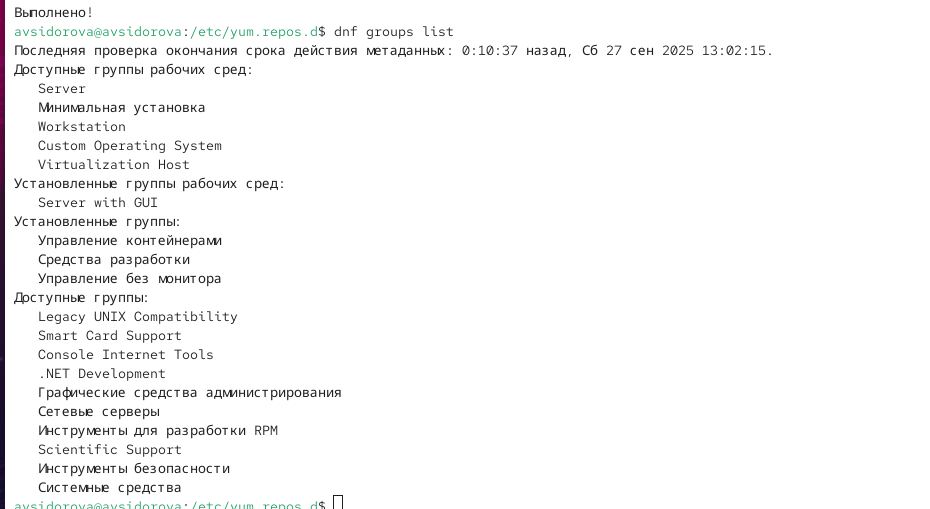 Выполнено!
avsidorova@avsidorova:/etc/yum.repos.d$ dnf groups list
Последняя проверка окончания срока действия метаданных: 0:10:37 назад, Сб 27 сен 2025 13:02:15.
Доступные группы рабочих сред:
Server
Минимальная установка
Workstation
Custom Operating System
Virtualization Host
Установленные группы рабочих сред:
Server with GUI
Установленные группы:
Управление контейнерами
Средства разработки
Управление без монитора
Доступные группы:
Legacy UNIX Compatibility
Smart Card Support
Console Internet Tools
.NET Development
Графические средства администрирования
Сетевые серверы
Инструменты для разработки RPM
Scientific Support
Инструменты безопасности
Системные средства
avsidorova@avsidorova:/etc/yum.repos.d$